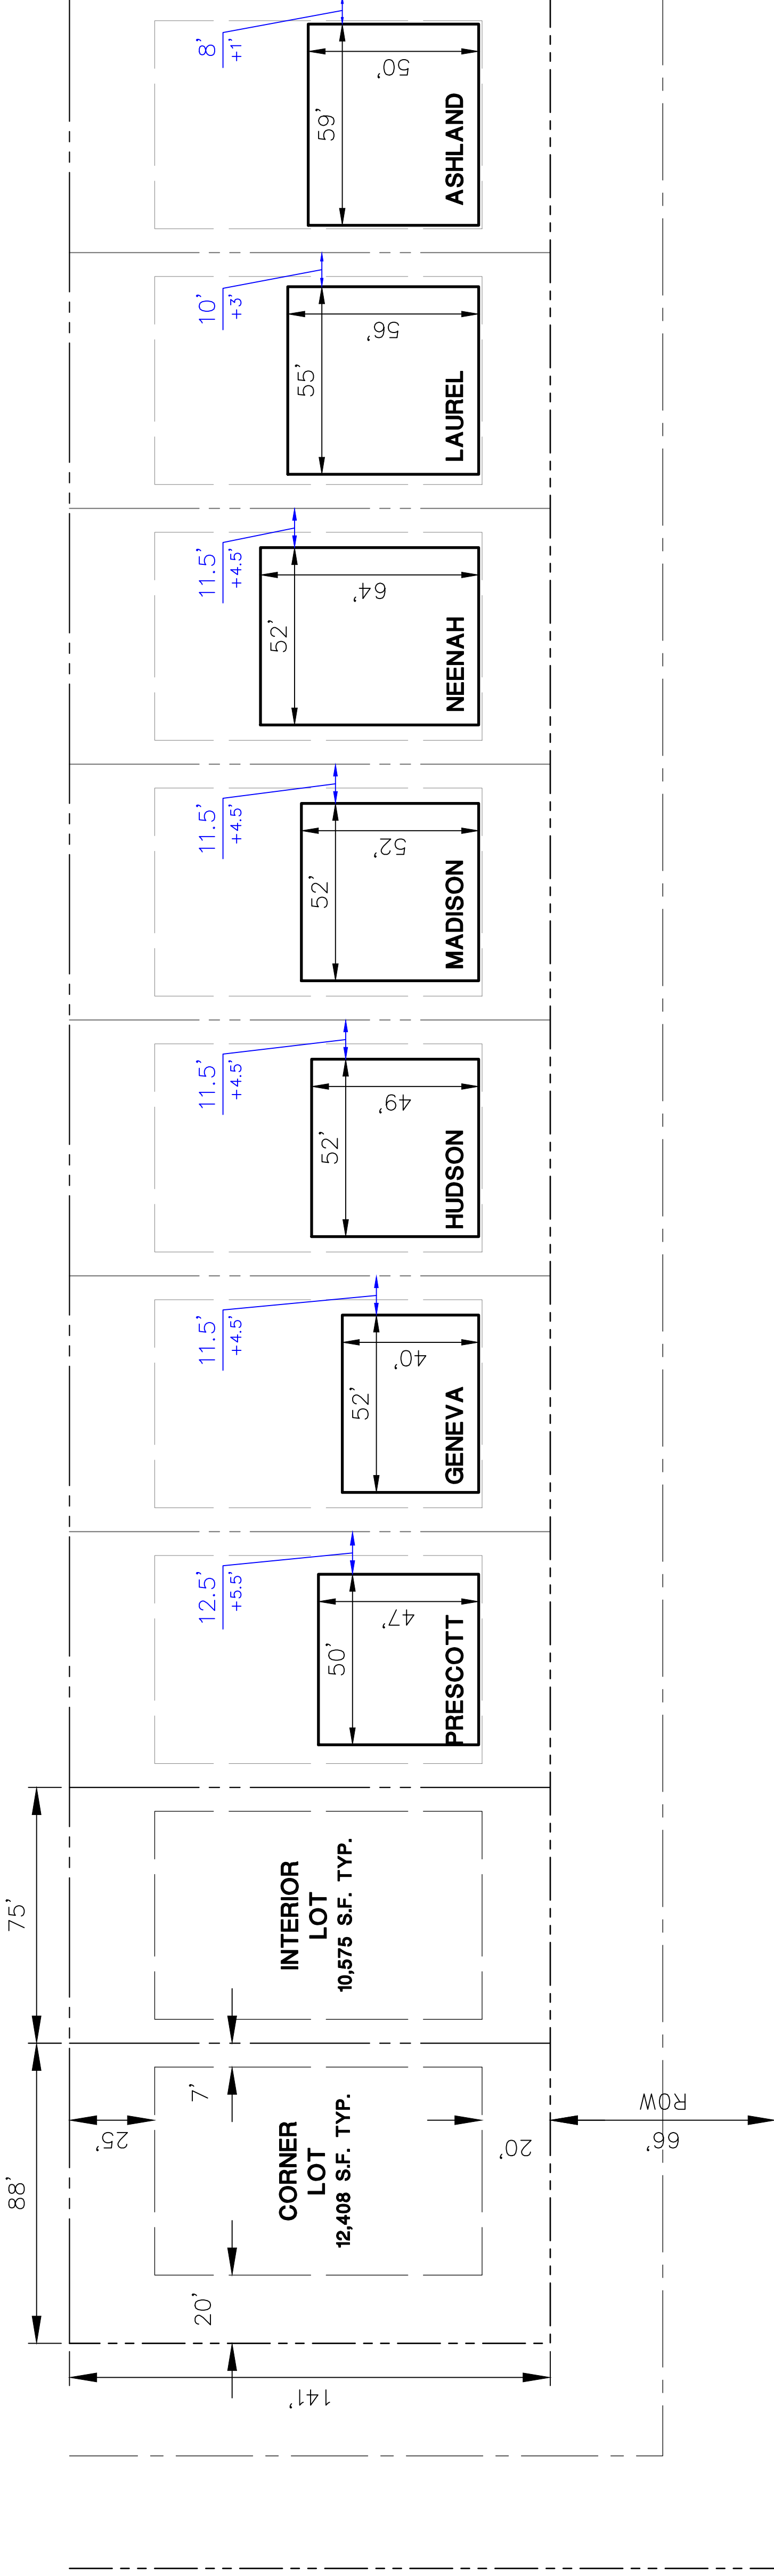 8'
+1'
59'
50'
ASHLAND
10'
+3'
55'
56'
LAUREL
11.5'
+4.5'
52'
64'
NEENAH
11.5'
+4.5'
52'
52'
MADISON
11.5'
+4.5'
52'
49'
HUDSON
11.5'
+4.5'
52'
40'
GENEVA
12.5'
+5.5'
50'
47'
PRESCOTT
75'
INTERIOR
LOT
10,575 S.F. TYP.
88'
25'
7'
CORNER
LOT
12,408 S.F. TYP.
20'
20'
ROW
66'
141'